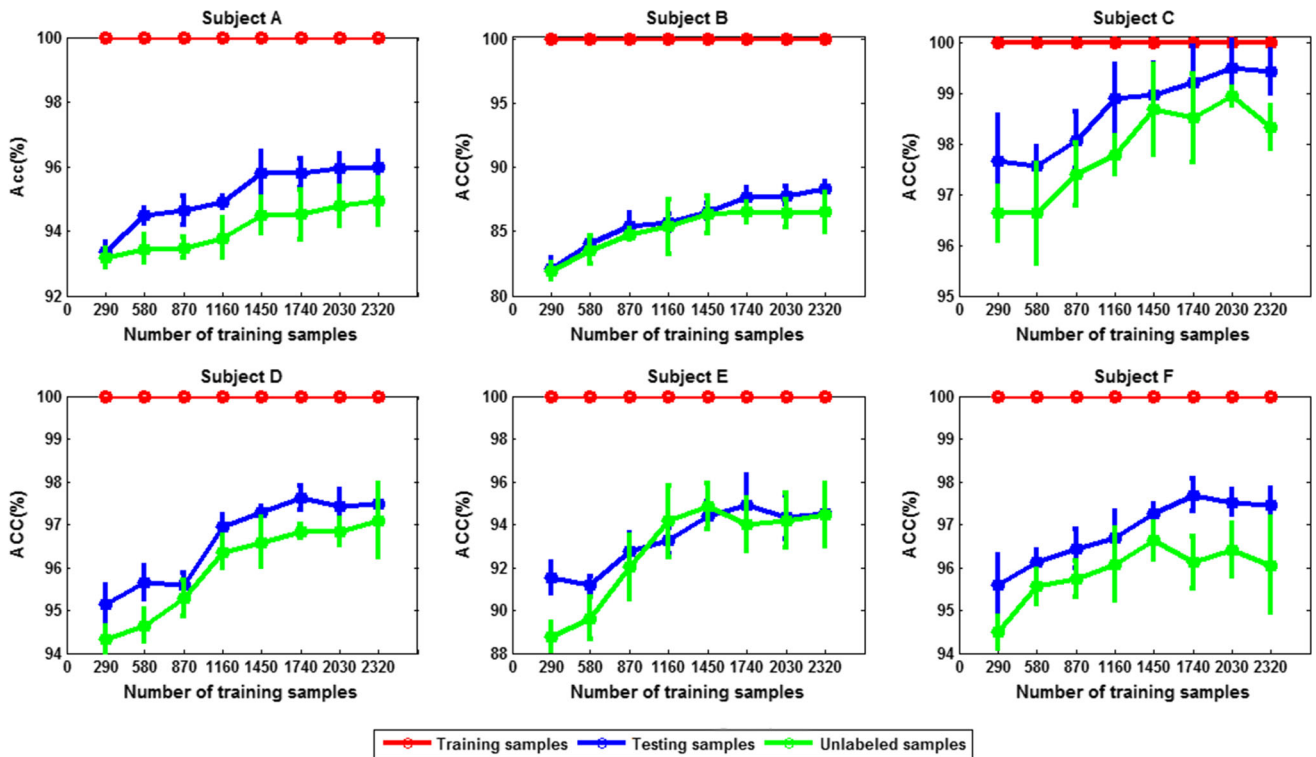 Subject A
100
98
96
94
92
Acc(%)
0 290 580 870 1160 1450 1740 2030 2320
Number of training samples
Subject B
100
95
90
85
80
ACC(%)
0 290 580 870 1160 1450 1740 2030 2320
Number of training samples
Subject C
100
99
98
97
96
95
ACC(%)
0 290 580 870 1160 1450 1740 2030 2320
Number of training samples
Subject D
100
99
98
97
96
95
94
ACC(%)
0 290 580 870 1160 1450 1740 2030 2320
Number of training samples
Subject E
100
98
96
94
92
90
88
ACC(%)
0 290 580 870 1160 1450 1740 2030 2320
Number of training samples
Subject F
100
99
98
97
96
95
94
ACC(%)
0 290 580 870 1160 1450 1740 2030 2320
Number of training samples
Training samples Testing samples Unlabeled samples